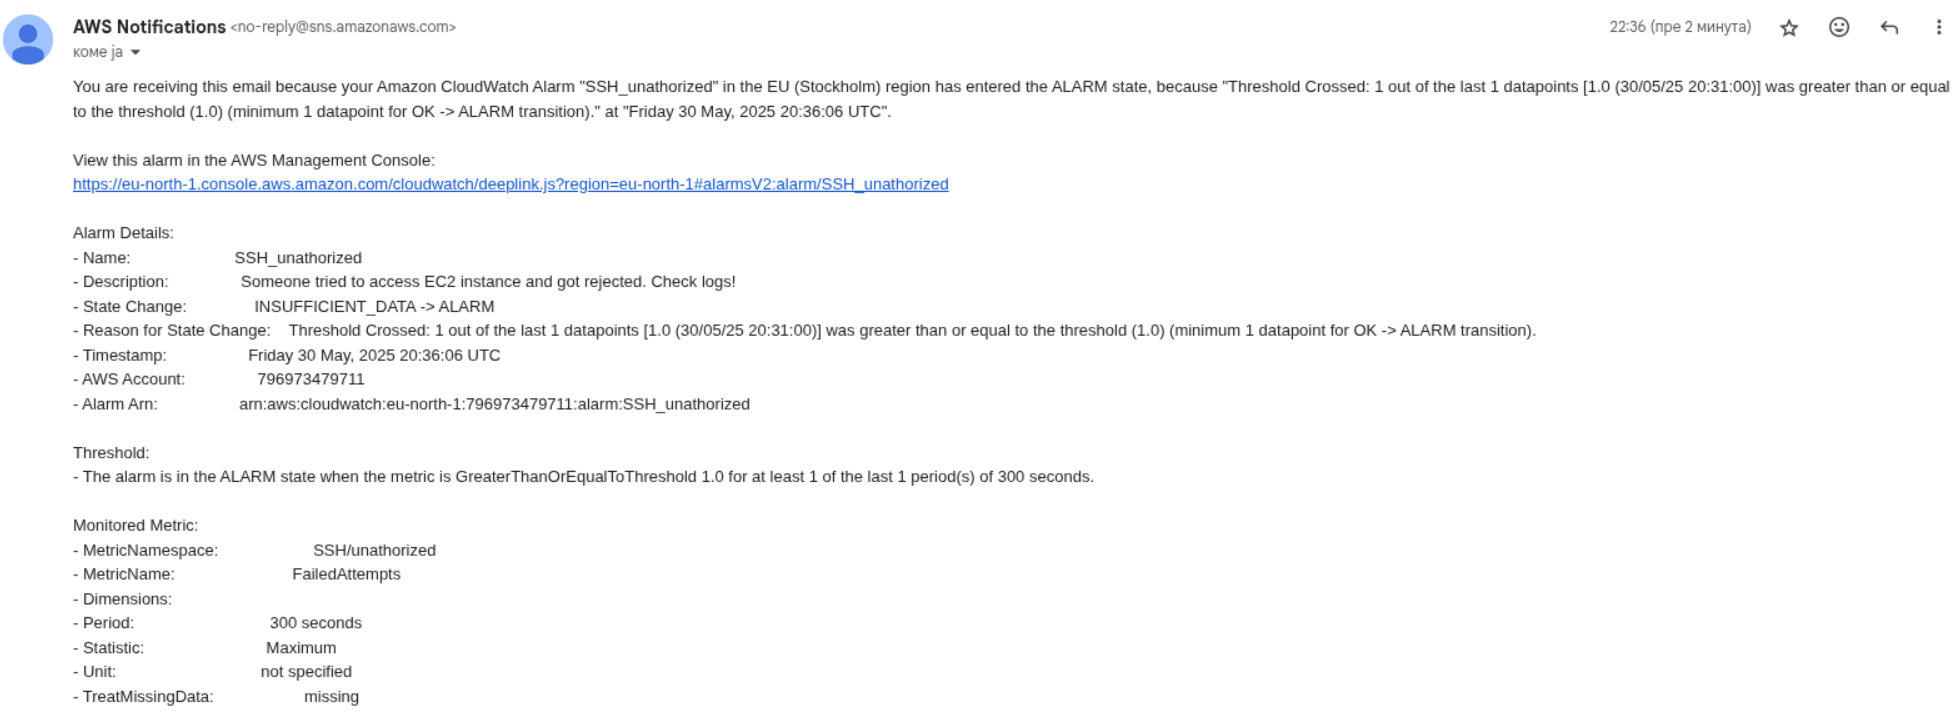 AWS Notifications <no-reply@sns.amazonaws.com>
22:36 (пре 2 минута)
коме ја
You are receiving this email because your Amazon CloudWatch Alarm "SSH_unathorized" in the EU (Stockholm) region has entered the ALARM state, because "Threshold Crossed: 1 out of the last 1 datapoints [1.0 (30/05/25 20:31:00)] was greater than or equal
to the threshold (1.0) (minimum 1 datapoint for OK -> ALARM transition)." at "Friday 30 May, 2025 20:36:06 UTC".
View this alarm in the AWS Management Console:
https://eu-north-1.console.aws.amazon.com/cloudwatch/deeplink.js?region=eu-north-1#alarmsV2:alarm/SSH_unathorized
Alarm Details:
- Name: SSH_unathorized
- Description: Someone tried to access EC2 instance and got rejected. Check logs!
- State Change: INSUFFICIENT_DATA -> ALARM
- Reason for State Change: Threshold Crossed: 1 out of the last 1 datapoints [1.0 (30/05/25 20:31:00)] was greater than or equal to the threshold (1.0) (minimum 1 datapoint for OK -> ALARM transition).
- Timestamp: Friday 30 May, 2025 20:36:06 UTC
- AWS Account: 796973479711
- Alarm Arn: arn:aws:cloudwatch:eu-north-1:796973479711:alarm:SSH_unathorized
Threshold:
- The alarm is in the ALARM state when the metric is GreaterThanOrEqualToThreshold 1.0 for at least 1 of the last 1 period(s) of 300 seconds.
Monitored Metric:
- MetricNamespace: SSH/unathorized
- MetricName: FailedAttempts
- Dimensions:
- Period: 300 seconds
- Statistic: Maximum
- Unit: not specified
- TreatMissingData: missing